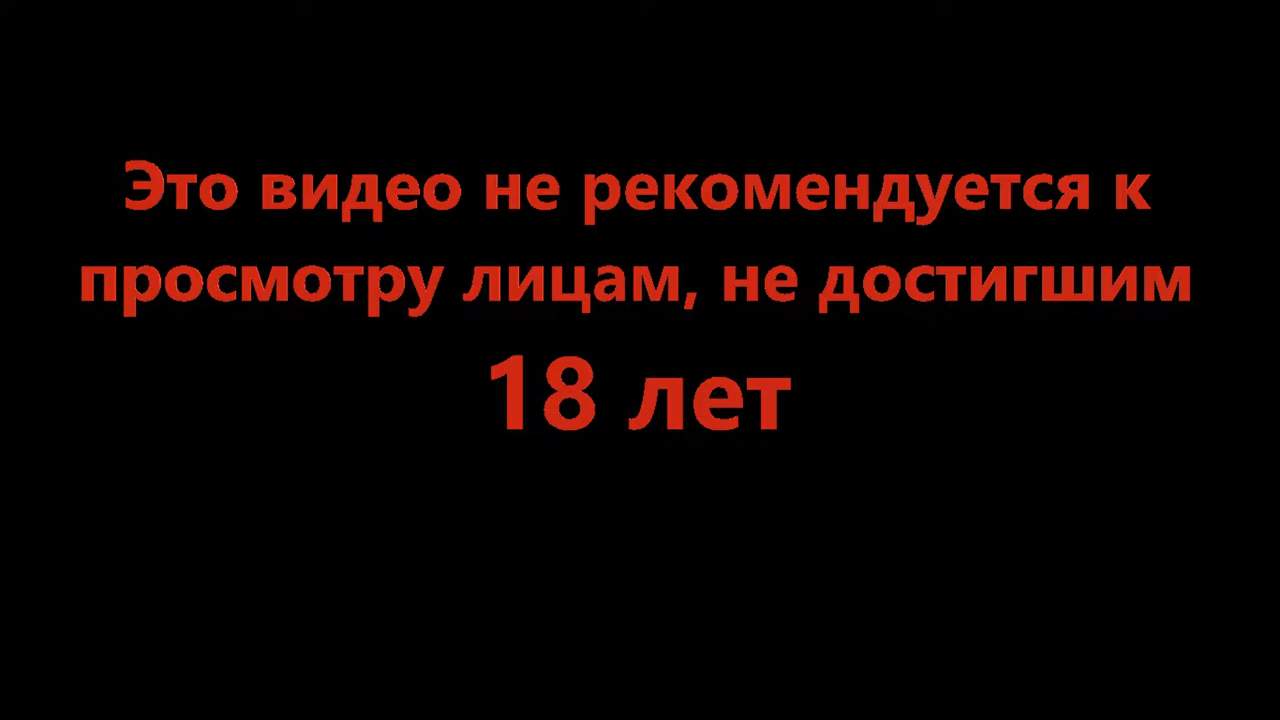 Это видео не рекомендуется к
просмотру лицам, не достигшим
18 лет